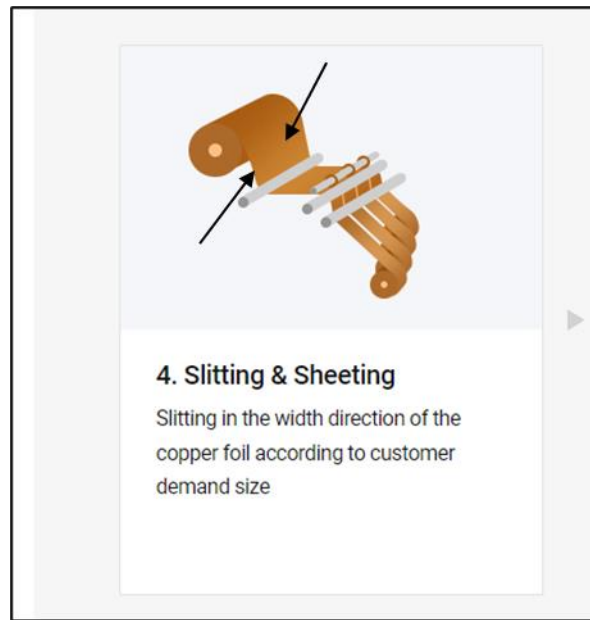 4. Slitting & Sheeting
Slitting in the width direction of the
copper foil according to customer
demand size